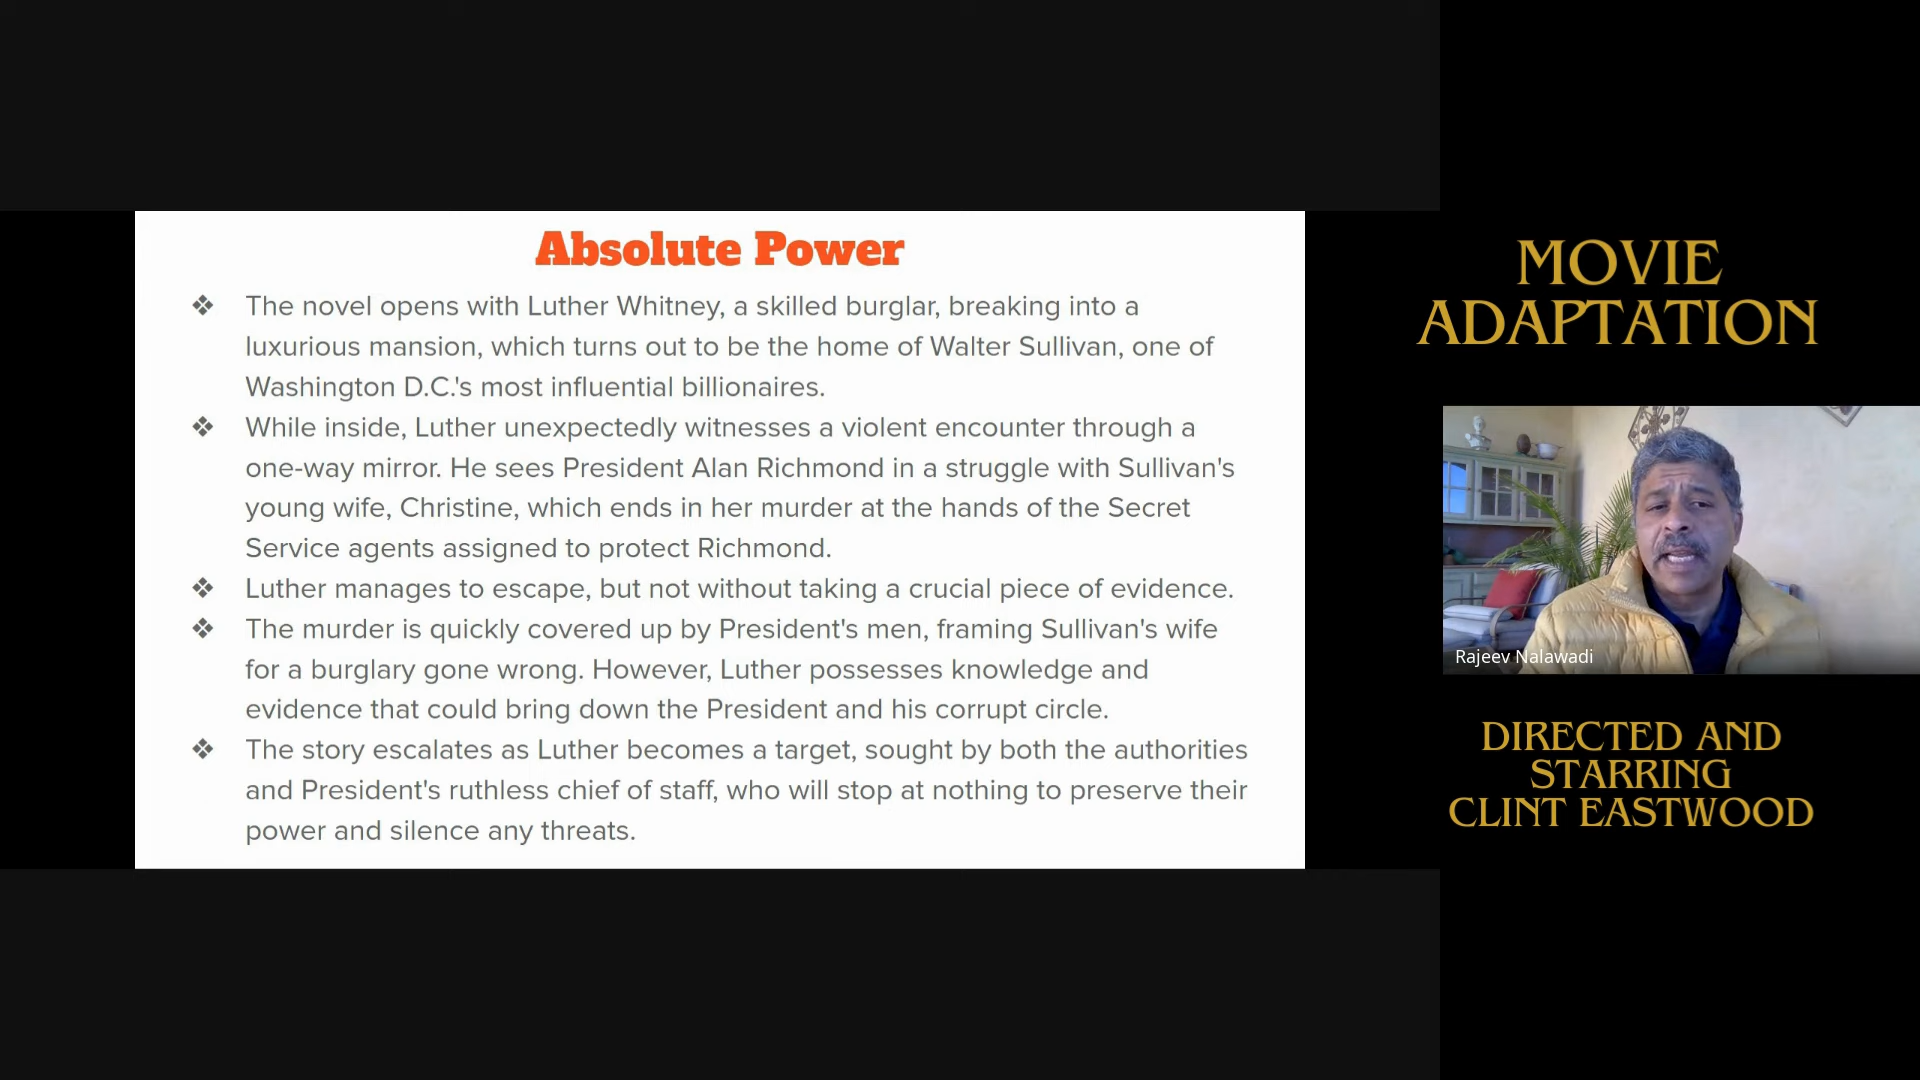 Absolute Power
❖ The novel opens with Luther Whitney, a skilled burglar, breaking into a
luxurious mansion, which turns out to be the home of Walter Sullivan, one of
Washington D.C.'s most influential billionaires.
❖ While inside, Luther unexpectedly witnesses a violent encounter through a
one-way mirror. He sees President Alan Richmond in a struggle with Sullivan's
young wife, Christine, which ends in her murder at the hands of the Secret
Service agents assigned to protect Richmond.
❖ Luther manages to escape, but not without taking a crucial piece of evidence.
❖ The murder is quickly covered up by President's men, framing Sullivan's wife
for a burglary gone wrong. However, Luther possesses knowledge and
evidence that could bring down the President and his corrupt circle.
❖ The story escalates as Luther becomes a target, sought by both the authorities
and President's ruthless chief of staff, who will stop at nothing to preserve their
power and silence any threats.
MOVIE
ADAPTATION
Rajeev Nalawadi
DIRECTED AND
STARRING
CLINT EASTWOOD